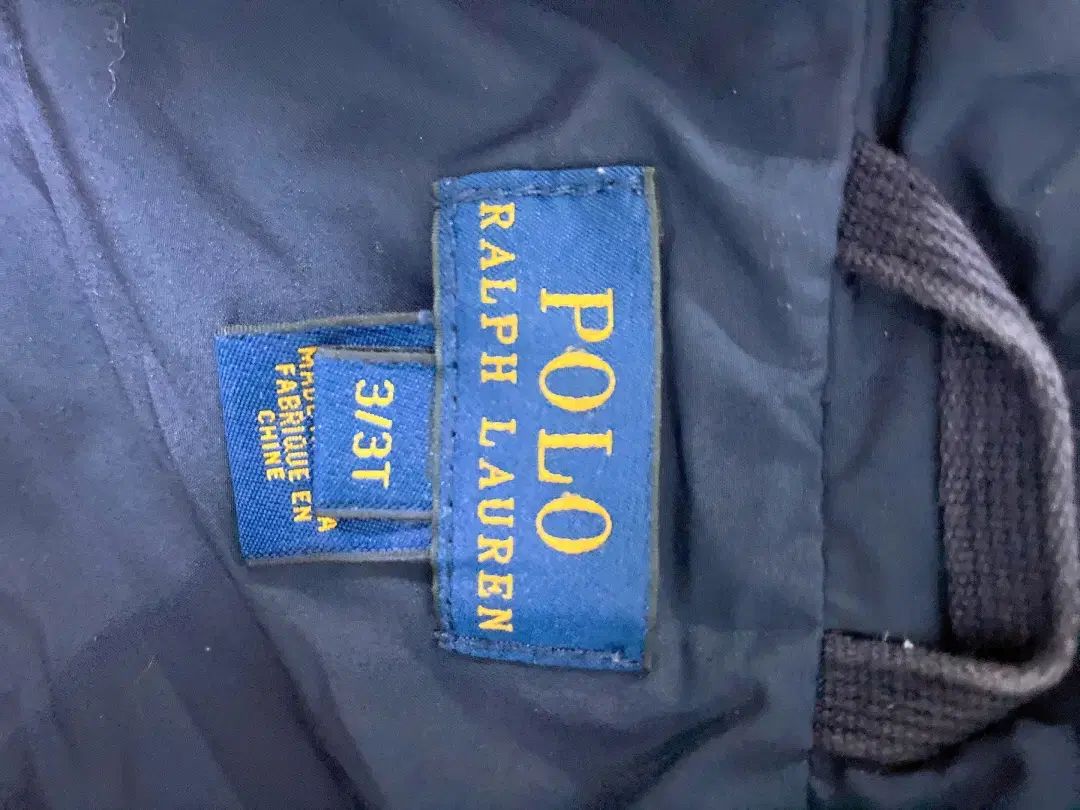 POLO
RALPH LAUREN
3/3T
FABRIQUE EN
CHINE